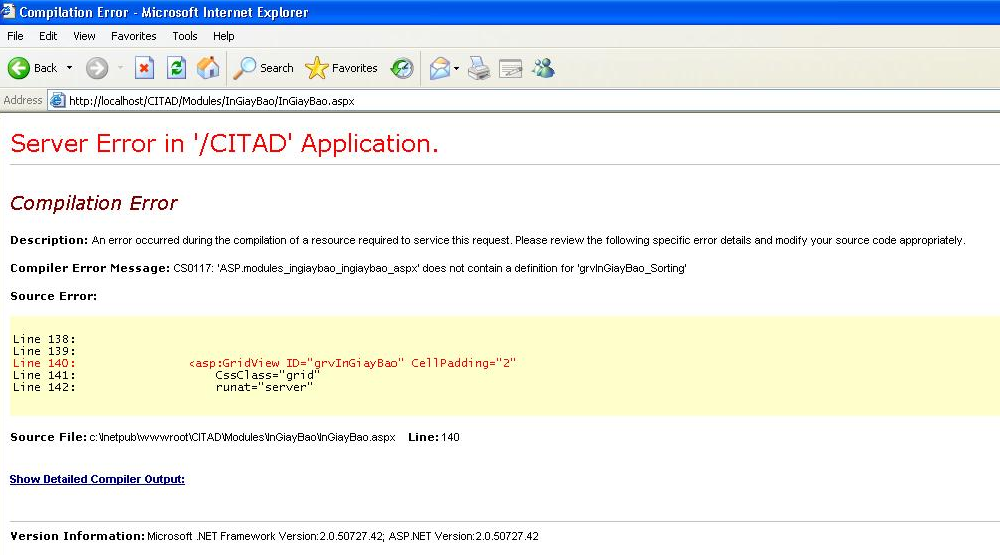 Compilation Error - Microsoft Internet Explorer
File Edit View Favorites Tools Help
Back Search Favorites
Address http://localhost/CITAD/Modules/InGiayBao/InGiayBao.aspx
Server Error in '/CITAD' Application.
Compilation Error
Description: An error occurred during the compilation of a resource required to service this request. Please review the following specific error details and modify your source code appropriately.
Compiler Error Message: CS0117: 'ASP.modules_ingiaybao_ingiaybao_aspx' does not contain a definition for 'grvInGiayBao_Sorting'
Source Error:
Line 138:
Line 139:
Line 140: <asp:GridView ID="grvInGiayBao" CellPadding="2"
Line 141: CssClass="grid"
Line 142: runat="server"
Source File: c:\Inetpub\wwwroot\CITAD\Modules\InGiayBao\InGiayBao.aspx Line: 140
Show Detailed Compiler Output:
Version Information: Microsoft .NET Framework Version:2.0.50727.42; ASP.NET Version:2.0.50727.42